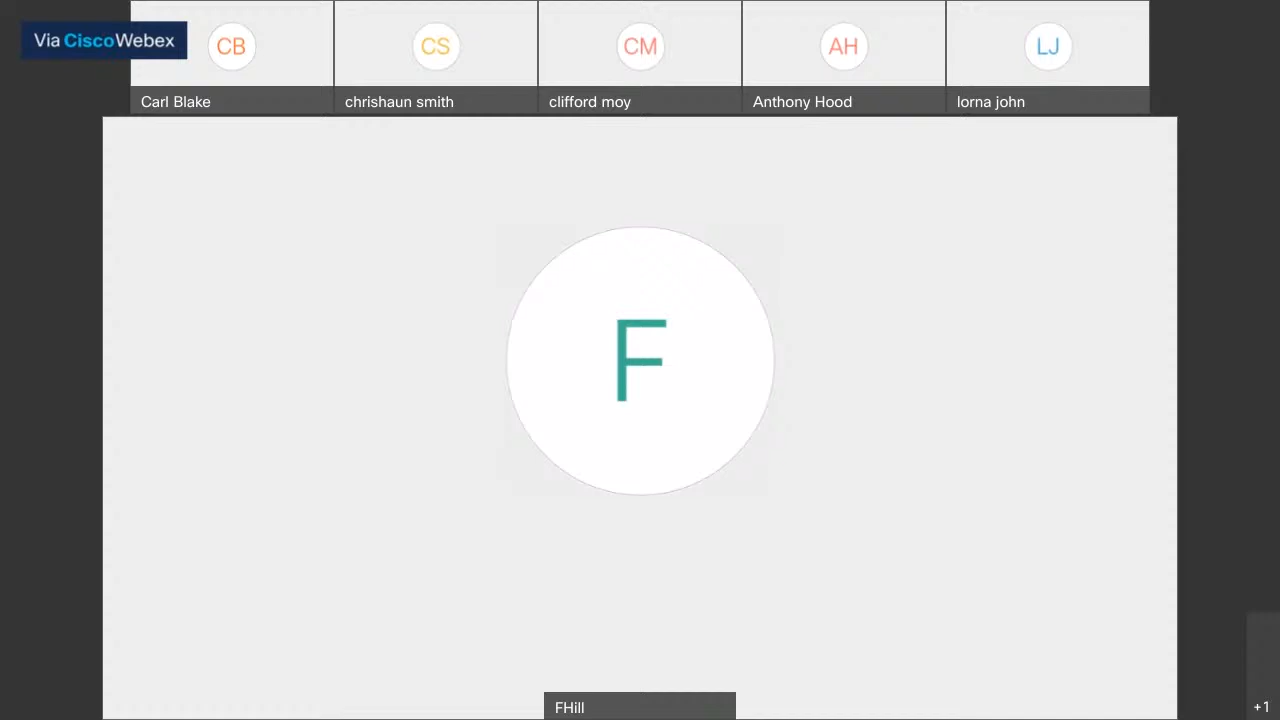 Via CiscoWebex
CB
CS
CM
AH
LJ
Carl Blake
chrishaun smith
clifford moy
Anthony Hood
lorna john
F
FHill
+1